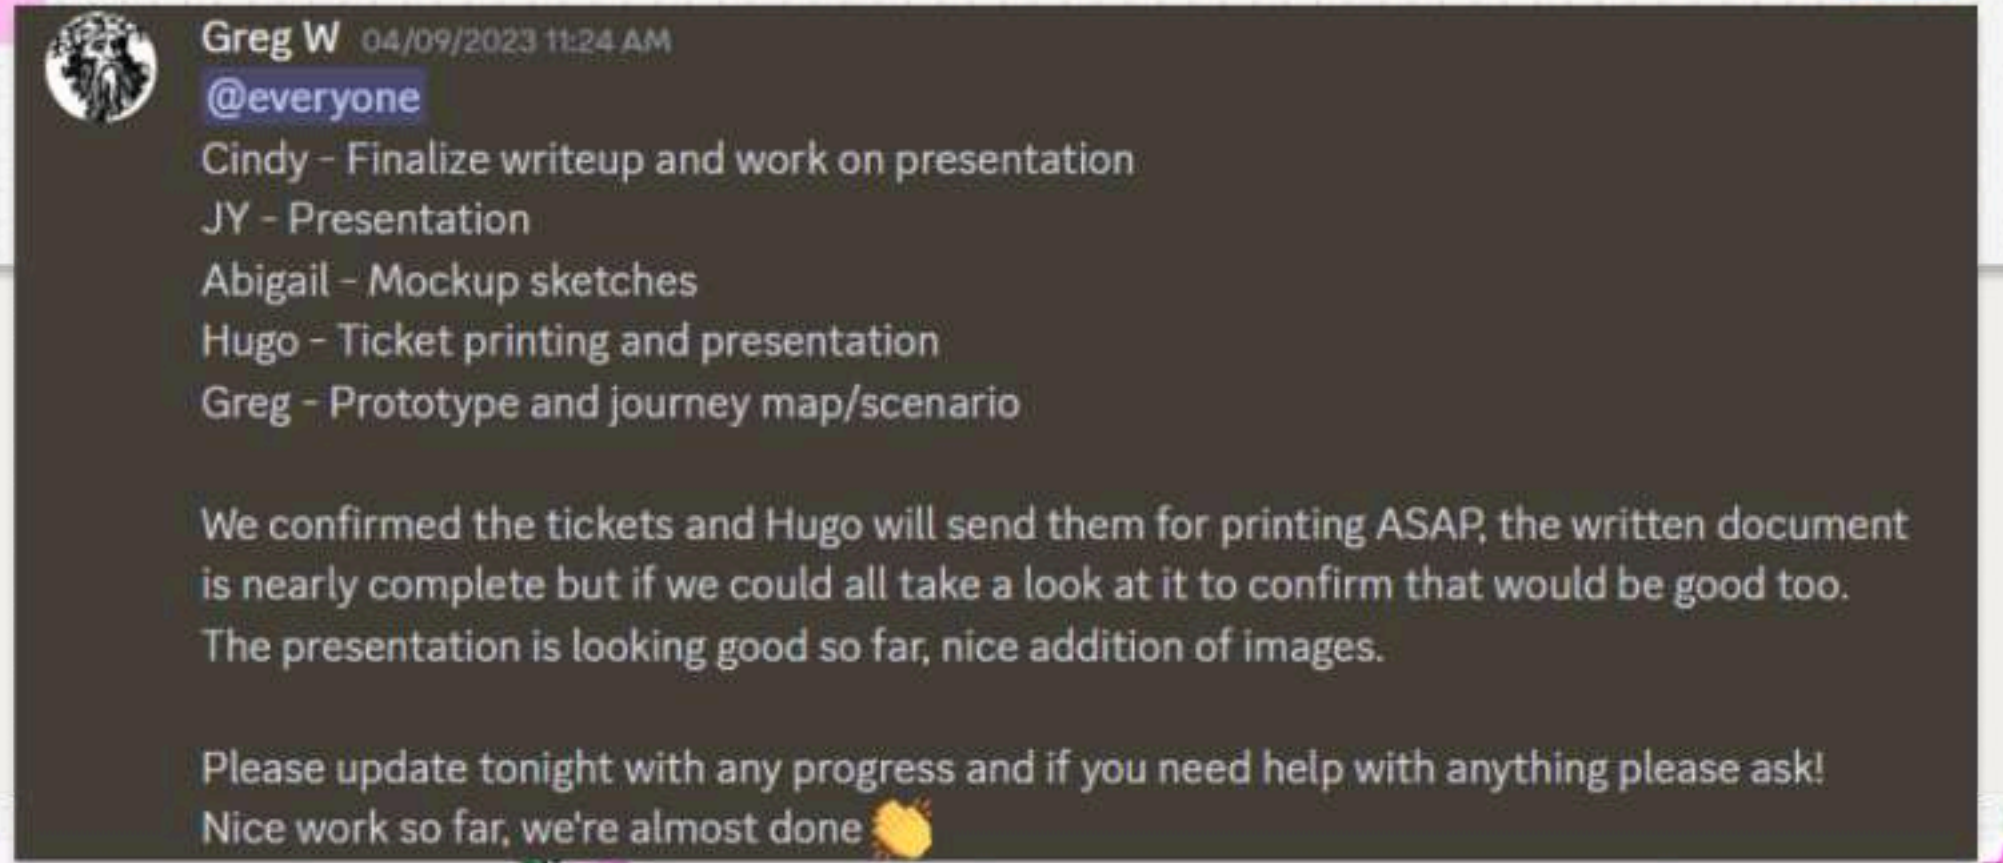 Greg W 04/09/2023 11:24 AM
@everyone
Cindy - Finalize writeup and work on presentation
JY - Presentation
Abigail - Mockup sketches
Hugo - Ticket printing and presentation
Greg - Prototype and journey map/scenario
We confirmed the tickets and Hugo will send them for printing ASAP, the written document
is nearly complete but if we could all take a look at it to confirm that would be good too.
The presentation is looking good so far, nice addition of images.
Please update tonight with any progress and if you need help with anything please ask!
Nice work so far, we're almost done 👏